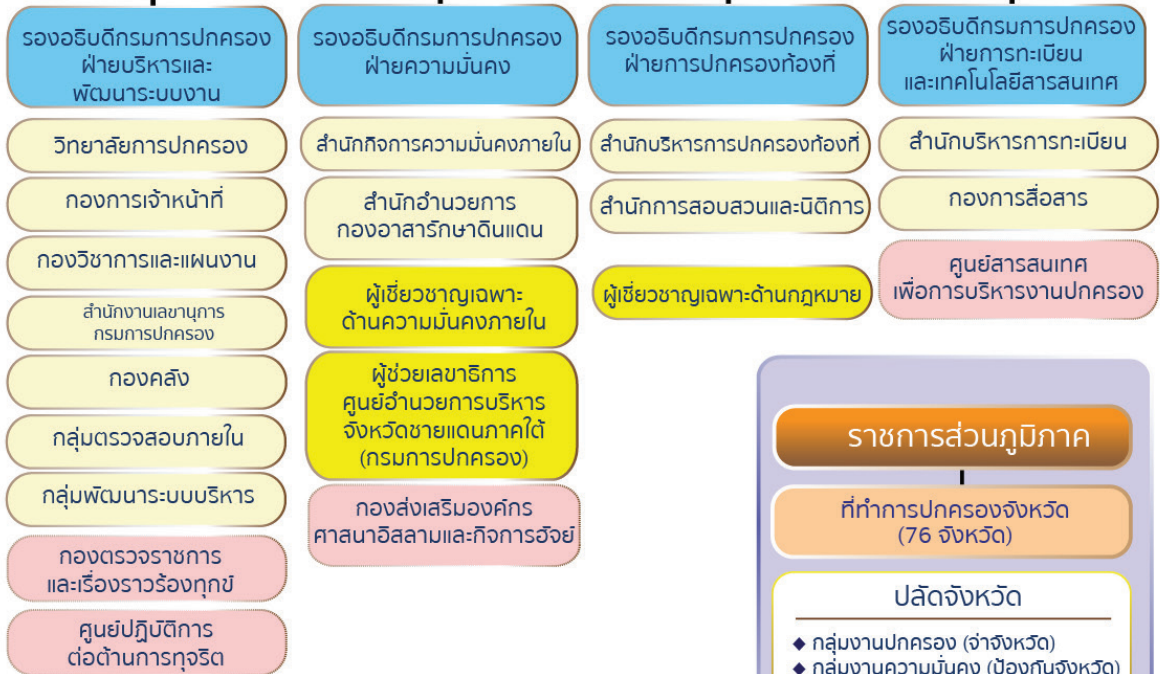 รองอธิบดีกรมการปกครอง
ฝ่ายบริหารและ
พัฒนาระบบงาน
วิทยาลัยการปกครอง
กองการเจ้าหน้าที่
กองวิชาการและแผนงาน
สำนักงานเลขานุการ
กรมการปกครอง
กองคลัง
กลุ่มตรวจสอบภายใน
กลุ่มพัฒนาระบบบริหาร
กองตรวจราชการ
และเรื่องราวร้องทุกข์
ศูนย์ปฏิบัติการ
ต่อต้านการทุจริต
รองอธิบดีกรมการปกครอง
ฝ่ายความมั่นคง
สำนักกิจการความมั่นคงภายใน
สำนักอำนวยการ
กองอาสารักษาดินแดน
ผู้เชี่ยวชาญเฉพาะ
ด้านความมั่นคงภายใน
ผู้ช่วยเลขาธิการ
ศูนย์อำนวยการบริหาร
จังหวัดชายแดนภาคใต้
(กรมการปกครอง)
กองส่งเสริมองค์กร
ศาสนาอิสลามและกิจการฮัจย์
รองอธิบดีกรมการปกครอง
ฝ่ายการปกครองท้องที่
สำนักบริหารการปกครองท้องที่
สำนักการสอบสวนและนิติการ
ผู้เชี่ยวชาญเฉพาะด้านกฎหมาย
รองอธิบดีกรมการปกครอง
ฝ่ายการทะเบียน
และเทคโนโลยีสารสนเทศ
สำนักบริหารการทะเบียน
กองการสื่อสาร
ศูนย์สารสนเทศ
เพื่อการบริหารงานปกครอง
ราชการส่วนภูมิภาค
ที่ทำการปกครองจังหวัด
(76 จังหวัด)
ปลัดจังหวัด
◆ กลุ่มงานปกครอง (จ่าจังหวัด)
◆ กลุ่มงานความมั่นคง (ป้องกันจังหวัด)